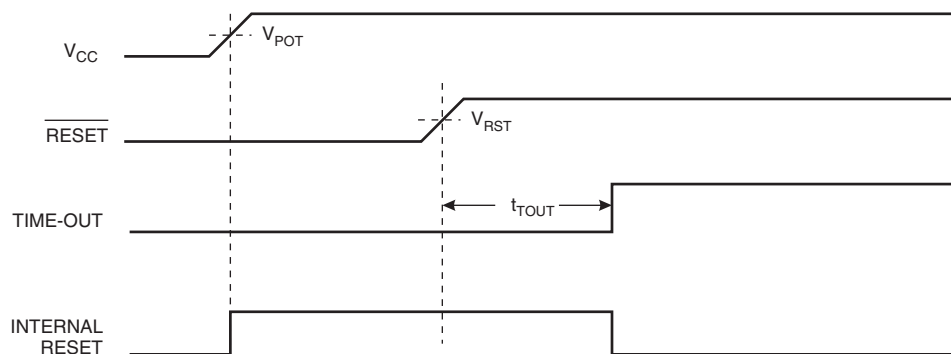 V_CC
V_POT
RESET
V_RST
TIME-OUT
t_TOUT
INTERNAL
RESET